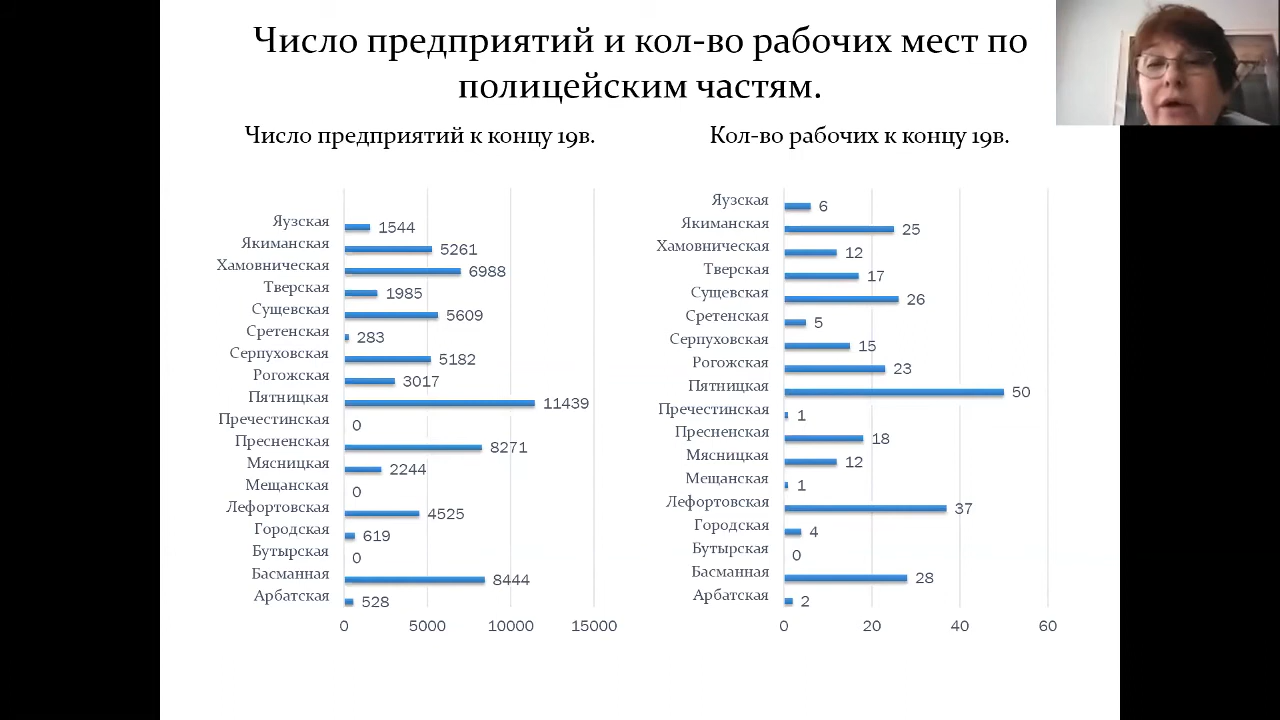 Число предприятий и кол-во рабочих мест по
полицейским частям.
Число предприятий к концу 19в.
Яузская 1544
Якиманская 5261
Хамовническая 6988
Тверская 1985
Сущевская 5609
Сретенская 283
Серпуховская 5182
Рогожская 3017
Пятницкая 11439
Пречестинская 0
Пресненская 8271
Мясницкая 2244
Мещанская 0
Лефортовская 4525
Городская 619
Бутырская 0
Басманная 8444
Арбатская 528
0 5000 10000 15000
Кол-во рабочих к концу 19в.
Яузская 6
Якиманская 25
Хамовническая 12
Тверская 17
Сущевская 26
Сретенская 5
Серпуховская 15
Рогожская 23
Пятницкая 50
Пречестинская 1
Пресненская 18
Мясницкая 12
Мещанская 1
Лефортовская 37
Городская 4
Бутырская 0
Басманная 28
Арбатская 2
0 20 40 60